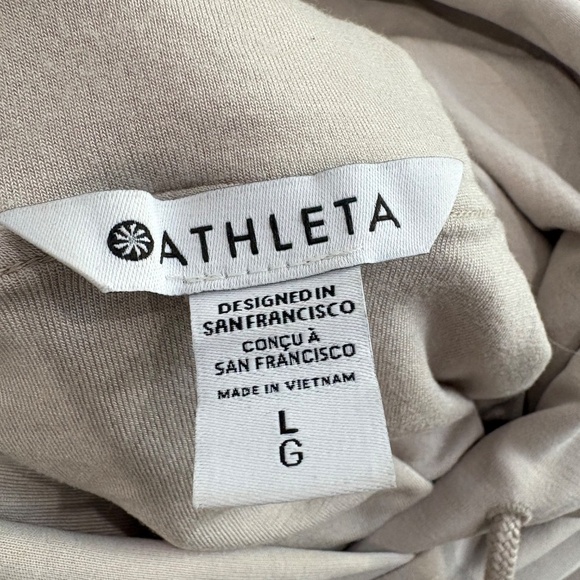 ATHLETA
DESIGNED IN
SAN FRANCISCO
CONÇU À
SAN FRANCISCO
MADE IN VIETNAM
L
G